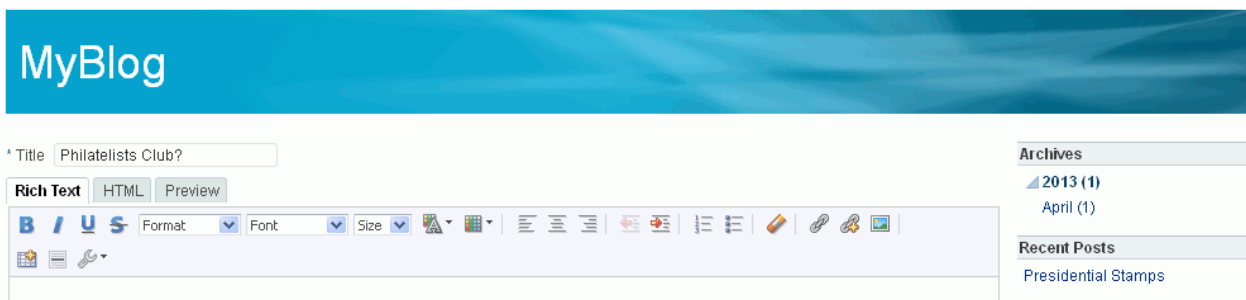 MyBlog
* Title Philatelists Club?
Rich Text HTML Preview
B I U S Format Font Size
Archives
2013 (1)
April (1)
Recent Posts
Presidential Stamps